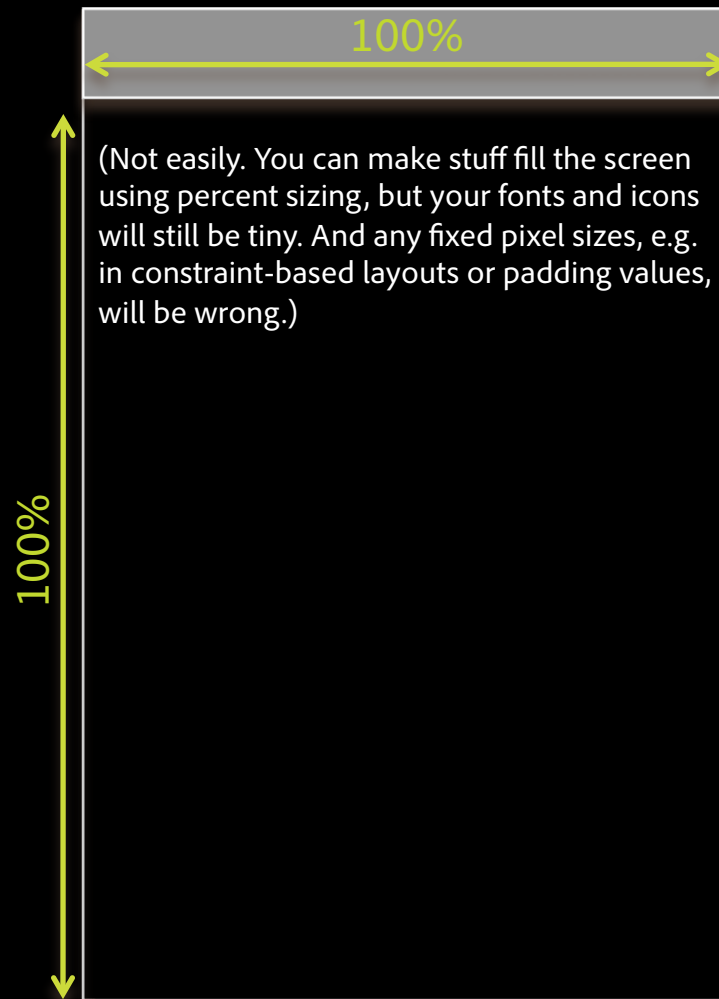 100%
(Not easily. You can make stuff fill the screen
using percent sizing, but your fonts and icons
will still be tiny. And any fixed pixel sizes, e.g.
in constraint-based layouts or padding values,
will be wrong.)
100%